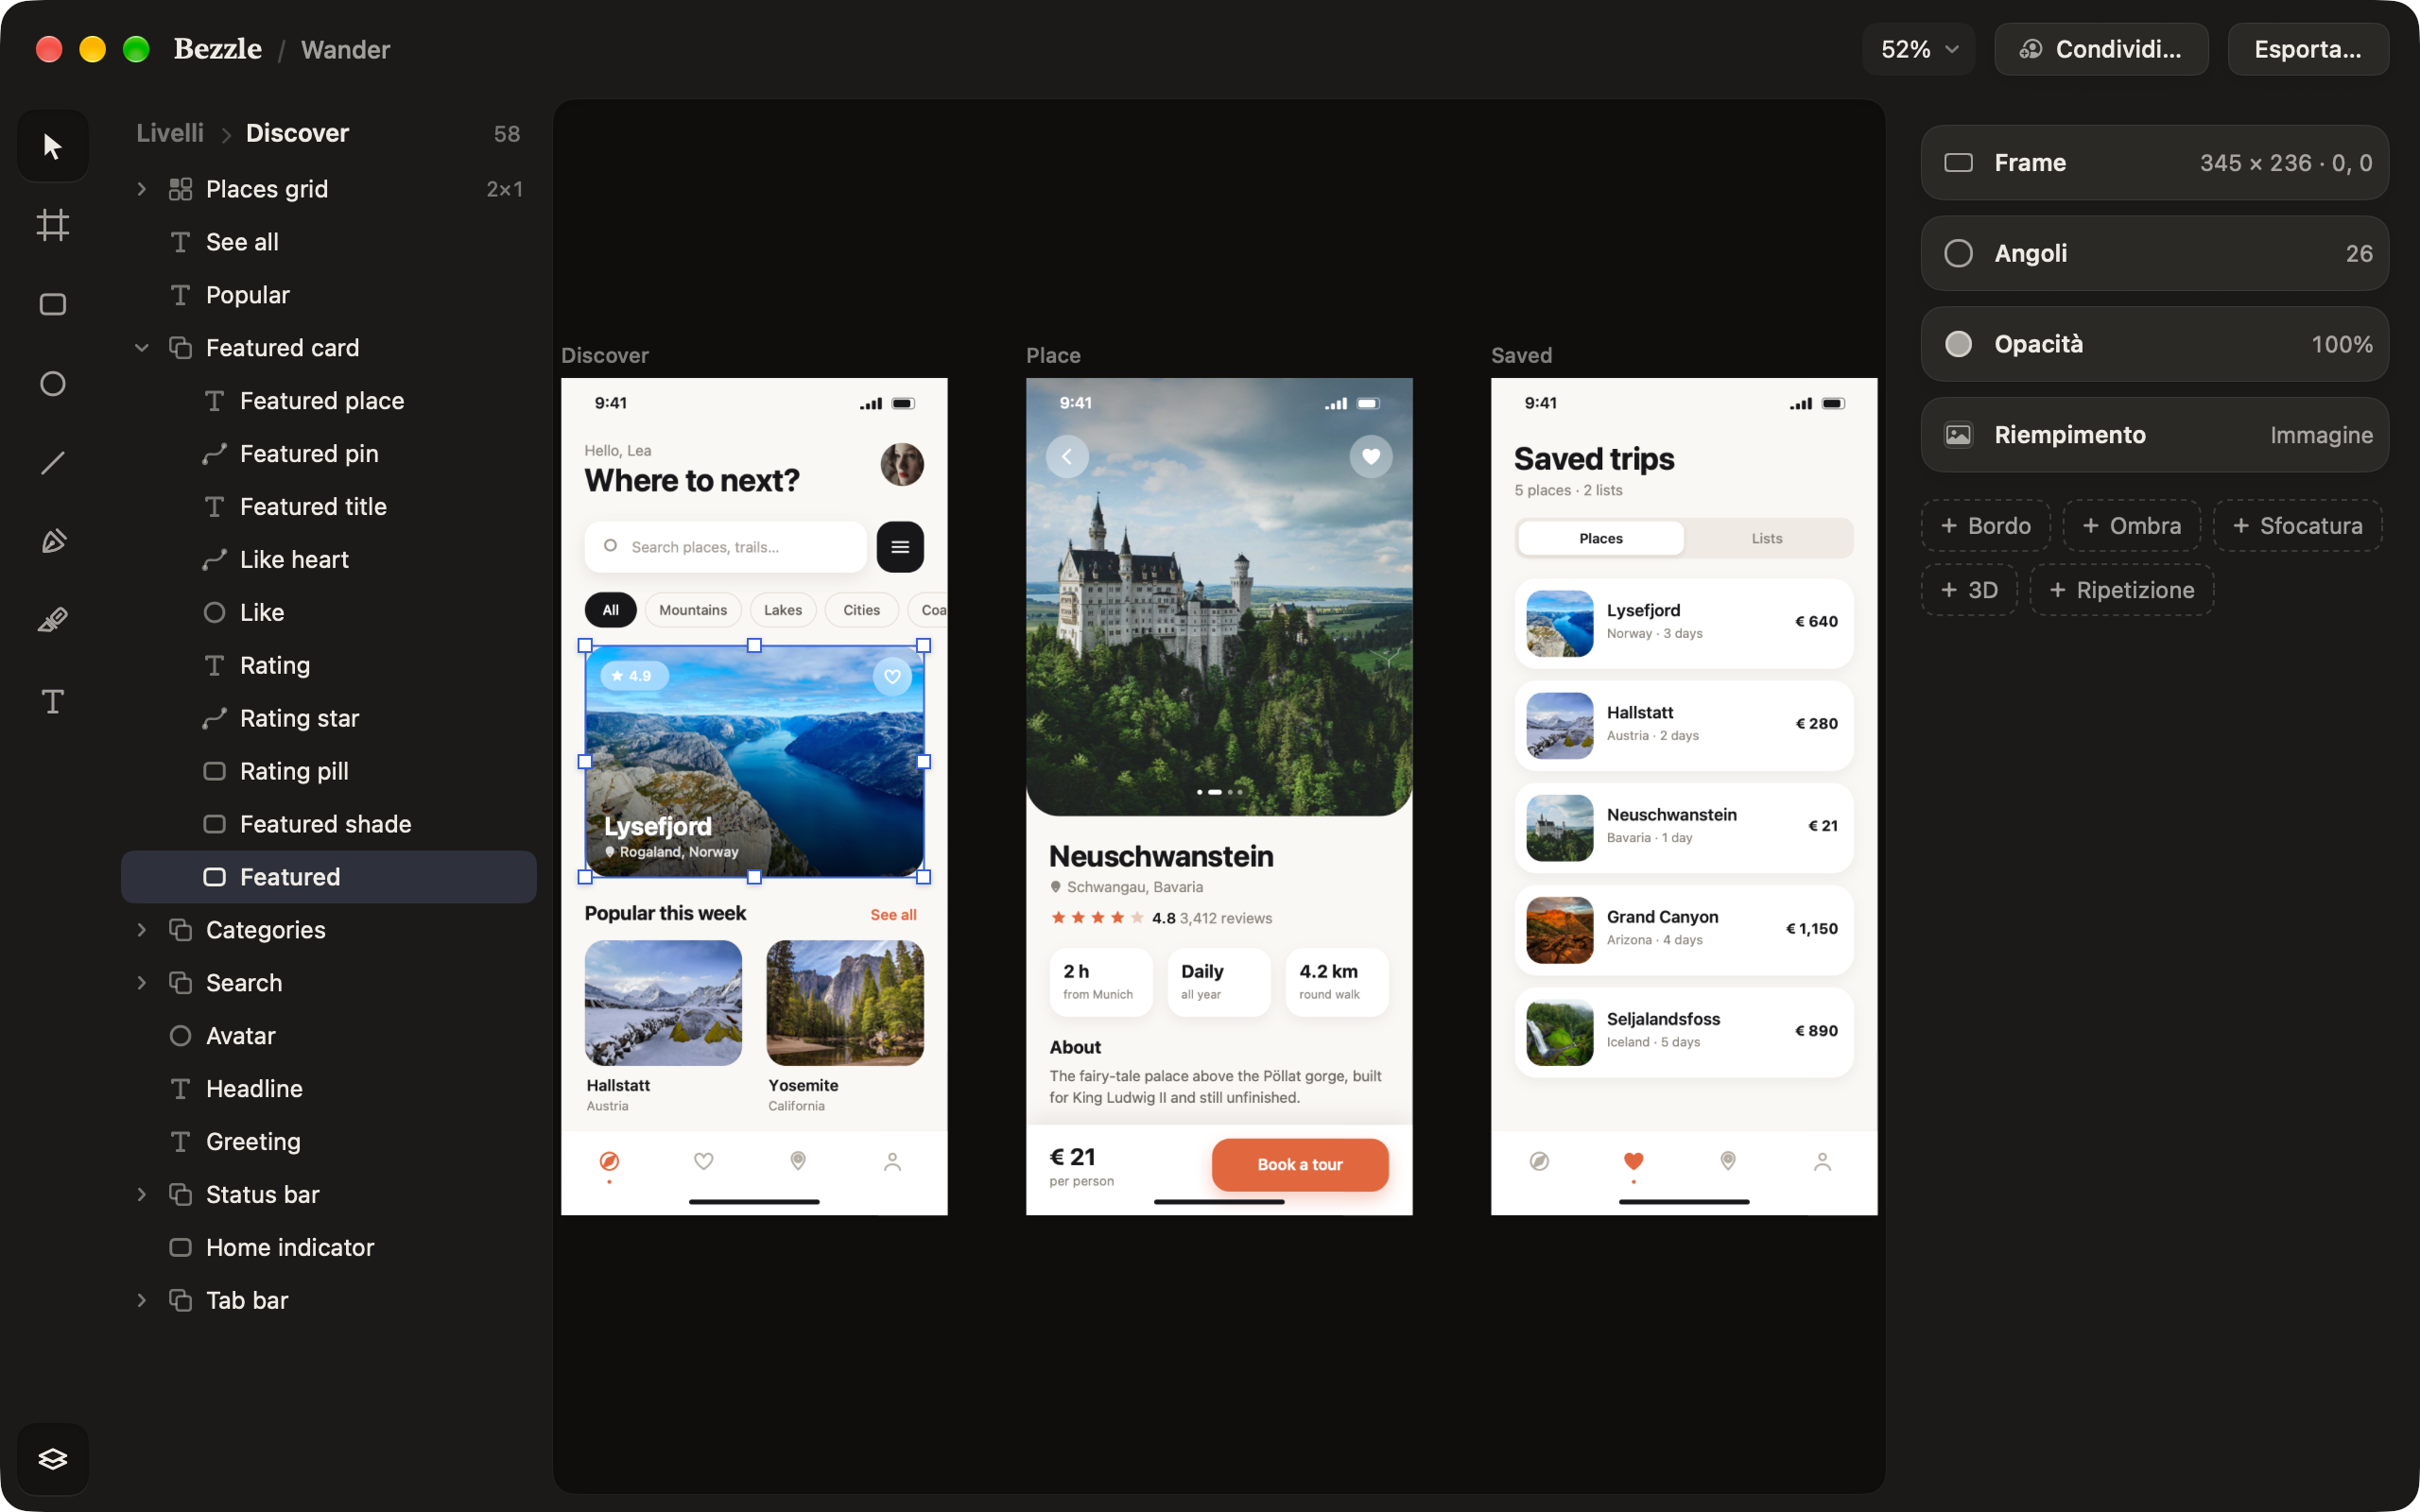 Bezzle / Wander
52%
Condividi...
Esporta...
Livelli > Discover 58
Places grid 2×1
See all
Popular
Featured card
Featured place
Featured pin
Featured title
Like heart
Like
Rating
Rating star
Rating pill
Featured shade
Featured
Categories
Search
Avatar
Headline
Greeting
Status bar
Home indicator
Tab bar
Discover
9:41
Hello, Lea
Where to next?
Search places, trails...
All
Mountains
Lakes
Cities
Coa
4.9
Lysefjord
Rogaland, Norway
Popular this week
See all
Hallstatt
Austria
Yosemite
California
Place
9:41
Neuschwanstein
Schwangau, Bavaria
4.8 3,412 reviews
2 h
from Munich
Daily
all year
4.2 km
round walk
About
The fairy-tale palace above the Pöllat gorge, built
for King Ludwig II and still unfinished.
€ 21
per person
Book a tour
Saved
9:41
Saved trips
5 places · 2 lists
Places
Lists
Lysefjord
Norway · 3 days
€ 640
Hallstatt
Austria · 2 days
€ 280
Neuschwanstein
Bavaria · 1 day
€ 21
Grand Canyon
Arizona · 4 days
€ 1,150
Seljalandsfoss
Iceland · 5 days
€ 890
Frame 345 × 236 · 0, 0
Angoli 26
Opacità 100%
Riempimento Immagine
+ Bordo
+ Ombra
+ Sfocatura
+ 3D
+ Ripetizione